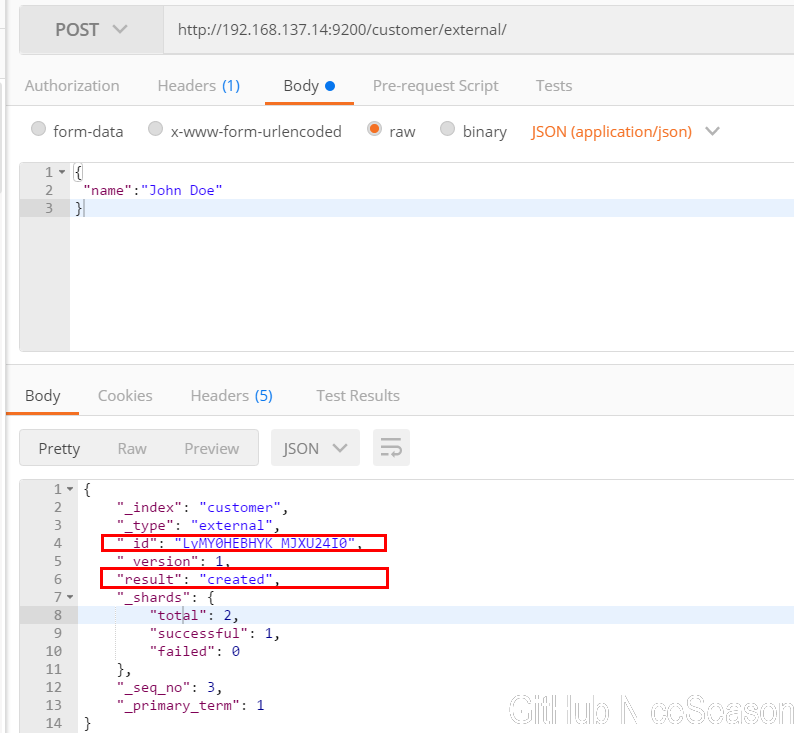 POST http://192.168.137.14:9200/customer/external/
Authorization Headers (1) Body Pre-request Script Tests
form-data x-www-form-urlencoded raw binary JSON (application/json)
1 {
2 "name":"John Doe"
3 }
Body Cookies Headers (5) Test Results
Pretty Raw Preview JSON
1 {
2 "_index": "customer",
3 "_type": "external",
4 "_id": "LyMY0HEBHYK_MJXU24I0",
5 "_version": 1,
6 "result": "created",
7 "_shards": {
8 "total": 2,
9 "successful": 1,
10 "failed": 0
11 },
12 "_seq_no": 3,
13 "_primary_term": 1
14 }
GitHub NiceSeason